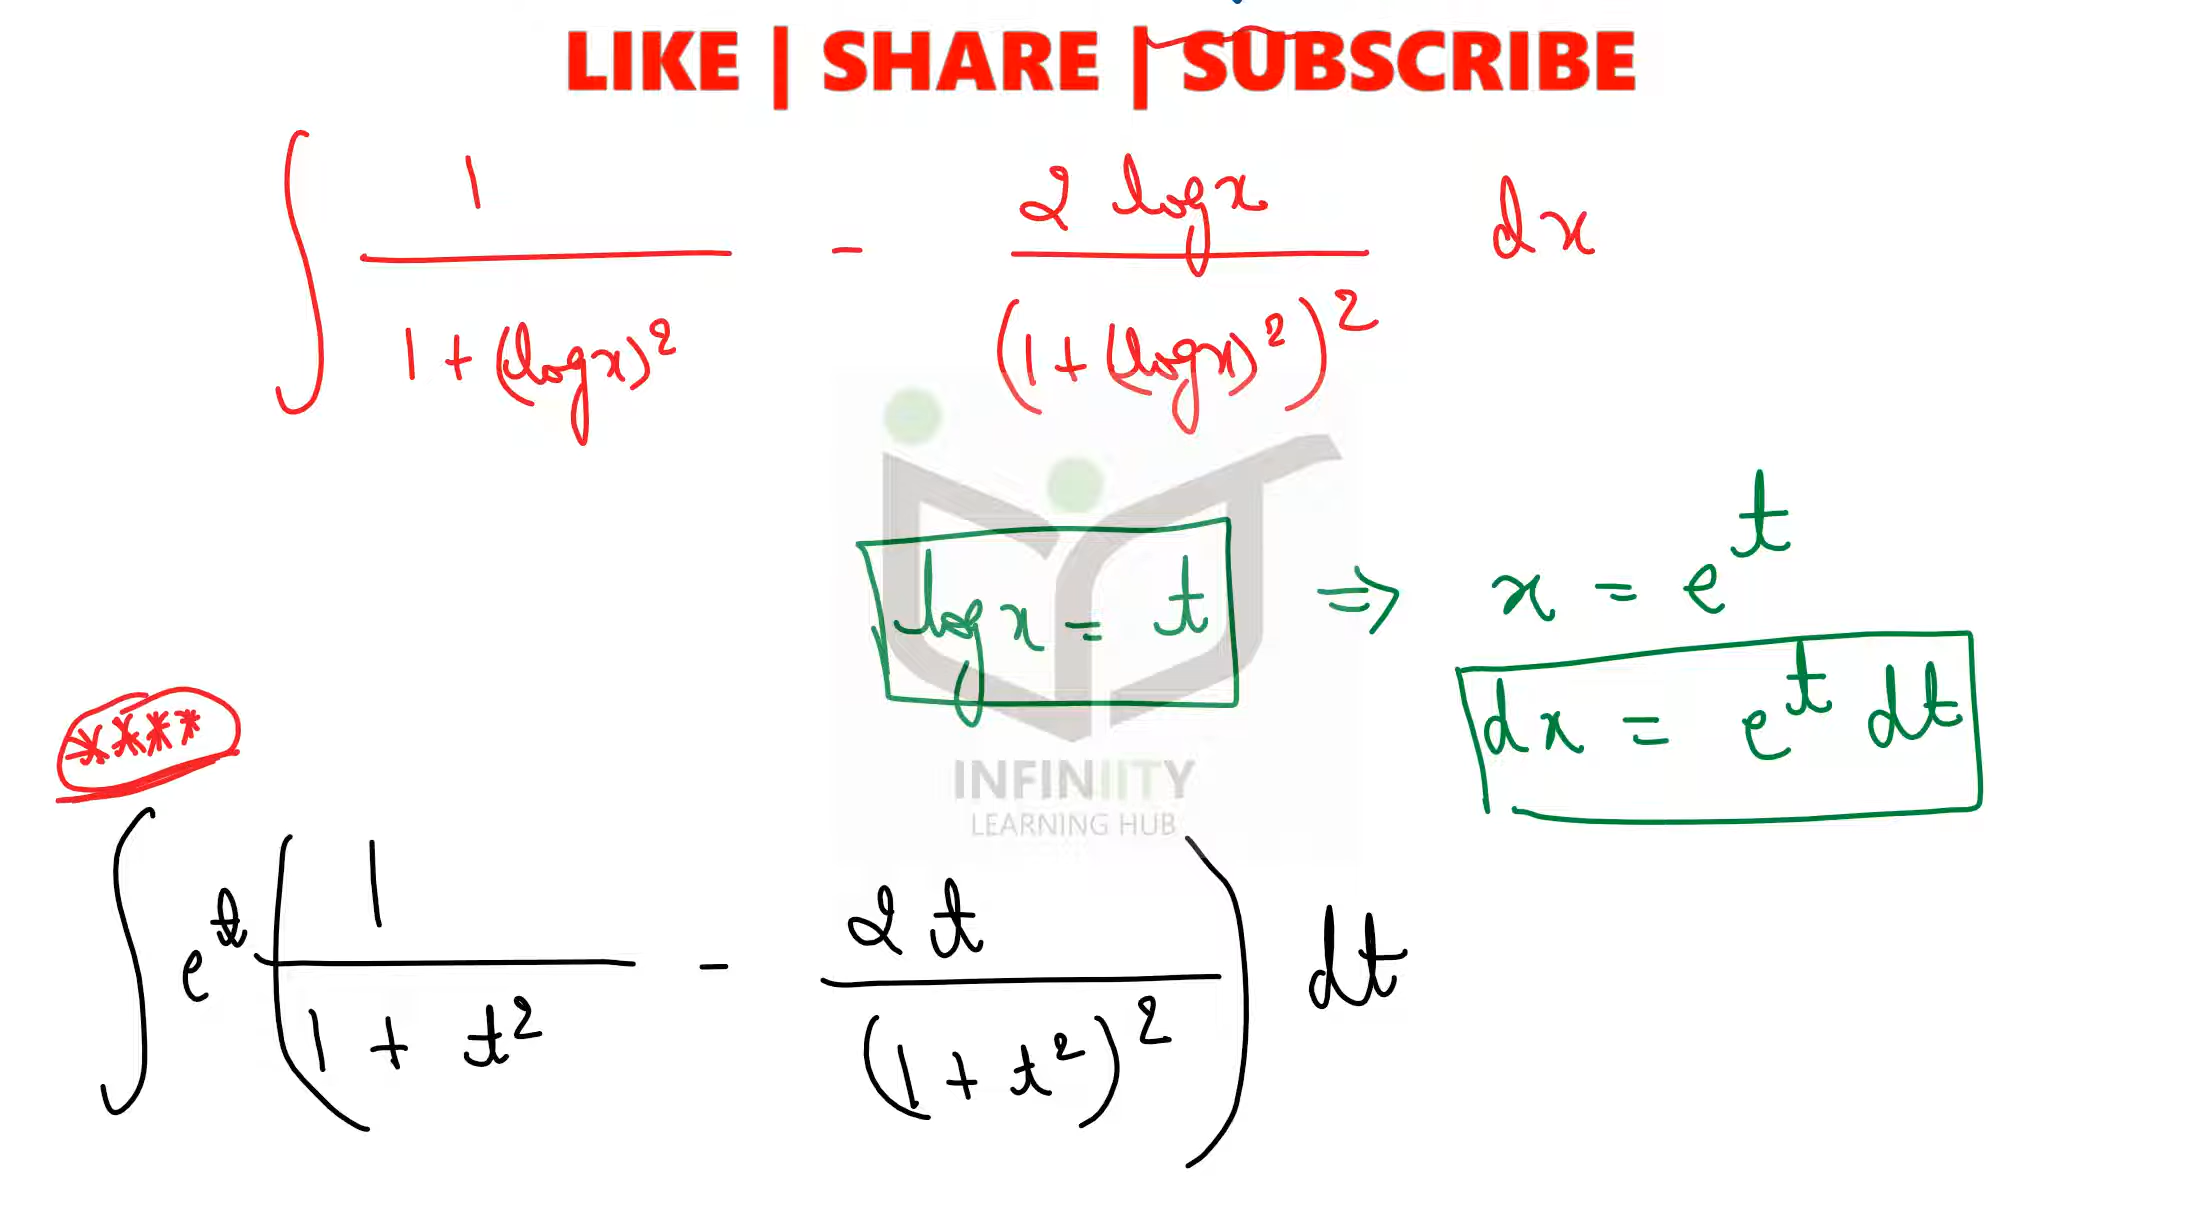 LIKE | SHARE | SUBSCRIBE
∫ 1/(1 + (log x)²) - 2 log x/(1 + (log x)²)² dx
log x = t ⇒ x = e^t
dx = e^t dt
****
INFINIITY
LEARNING HUB
∫ e^t (1/(1 + t²) - 2t/(1 + t²)²) dt